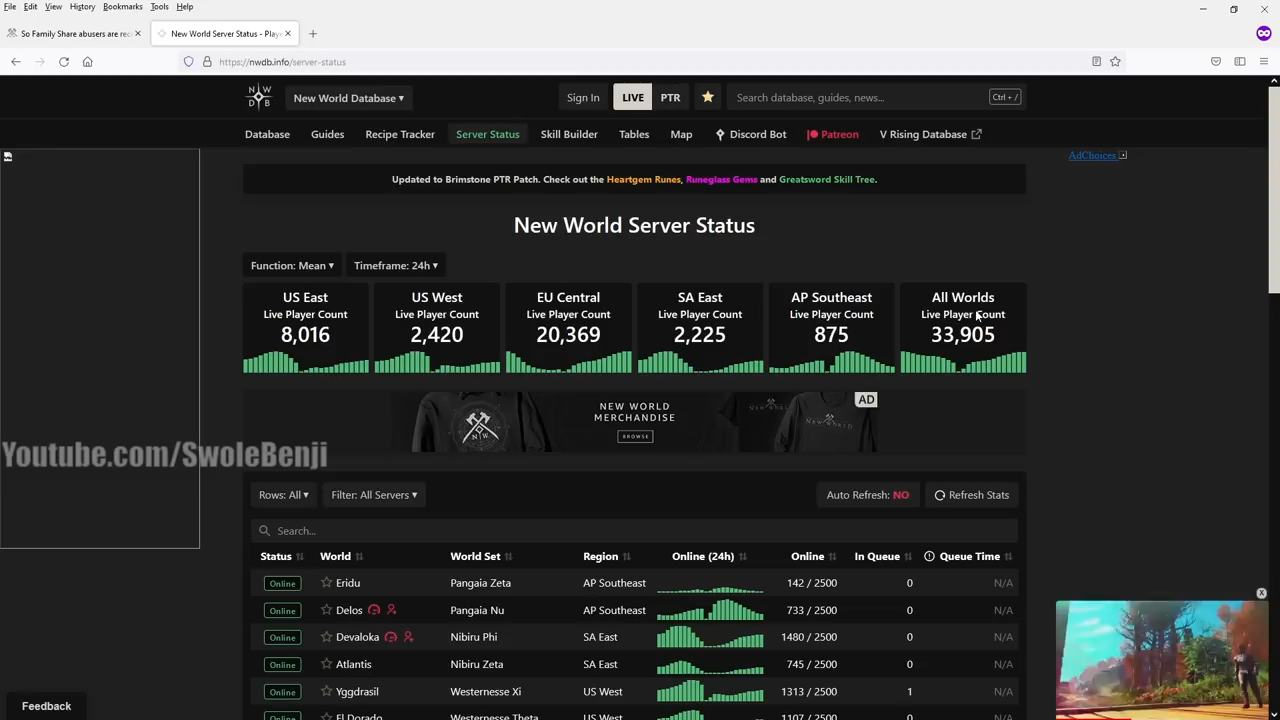 File Edit View History Bookmarks Tools Help
So Family Share abusers are rec
New World Server Status - Playe
https://nwdb.info/server-status
N W
D B
New World Database
Sign In
LIVE
PTR
Search database, guides, news...
Ctrl + /
Database
Guides
Recipe Tracker
Server Status
Skill Builder
Tables
Map
Discord Bot
Patreon
V Rising Database
AdChoices
Updated to Brimstone PTR Patch. Check out the Heartgem Runes, Runeglass Gems and Greatsword Skill Tree.
New World Server Status
Function: Mean
Timeframe: 24h
US East
Live Player Count
8,016
US West
Live Player Count
2,420
EU Central
Live Player Count
20,369
SA East
Live Player Count
2,225
AP Southeast
Live Player Count
875
All Worlds
Live Player Count
33,905
NEW WORLD
MERCHANDISE
BROWSE
AD
Youtube.com/SwoleBenji
Rows: All
Filter: All Servers
Auto Refresh: NO
Refresh Stats
Search...
Status World World Set Region Online (24h) Online In Queue Queue Time
Online Eridu Pangaia Zeta AP Southeast 142 / 2500 0 N/A
Online Delos Pangaia Nu AP Southeast 733 / 2500 0 N/A
Online Devaloka Nibiru Phi SA East 1480 / 2500 0 N/A
Online Atlantis Nibiru Zeta SA East 745 / 2500 0 N/A
Online Yggdrasil Westernesse Xi US West 1313 / 2500 1 N/A
El Dorado Westernesse Theta US West 1107 / 2500 0 N/A
Feedback